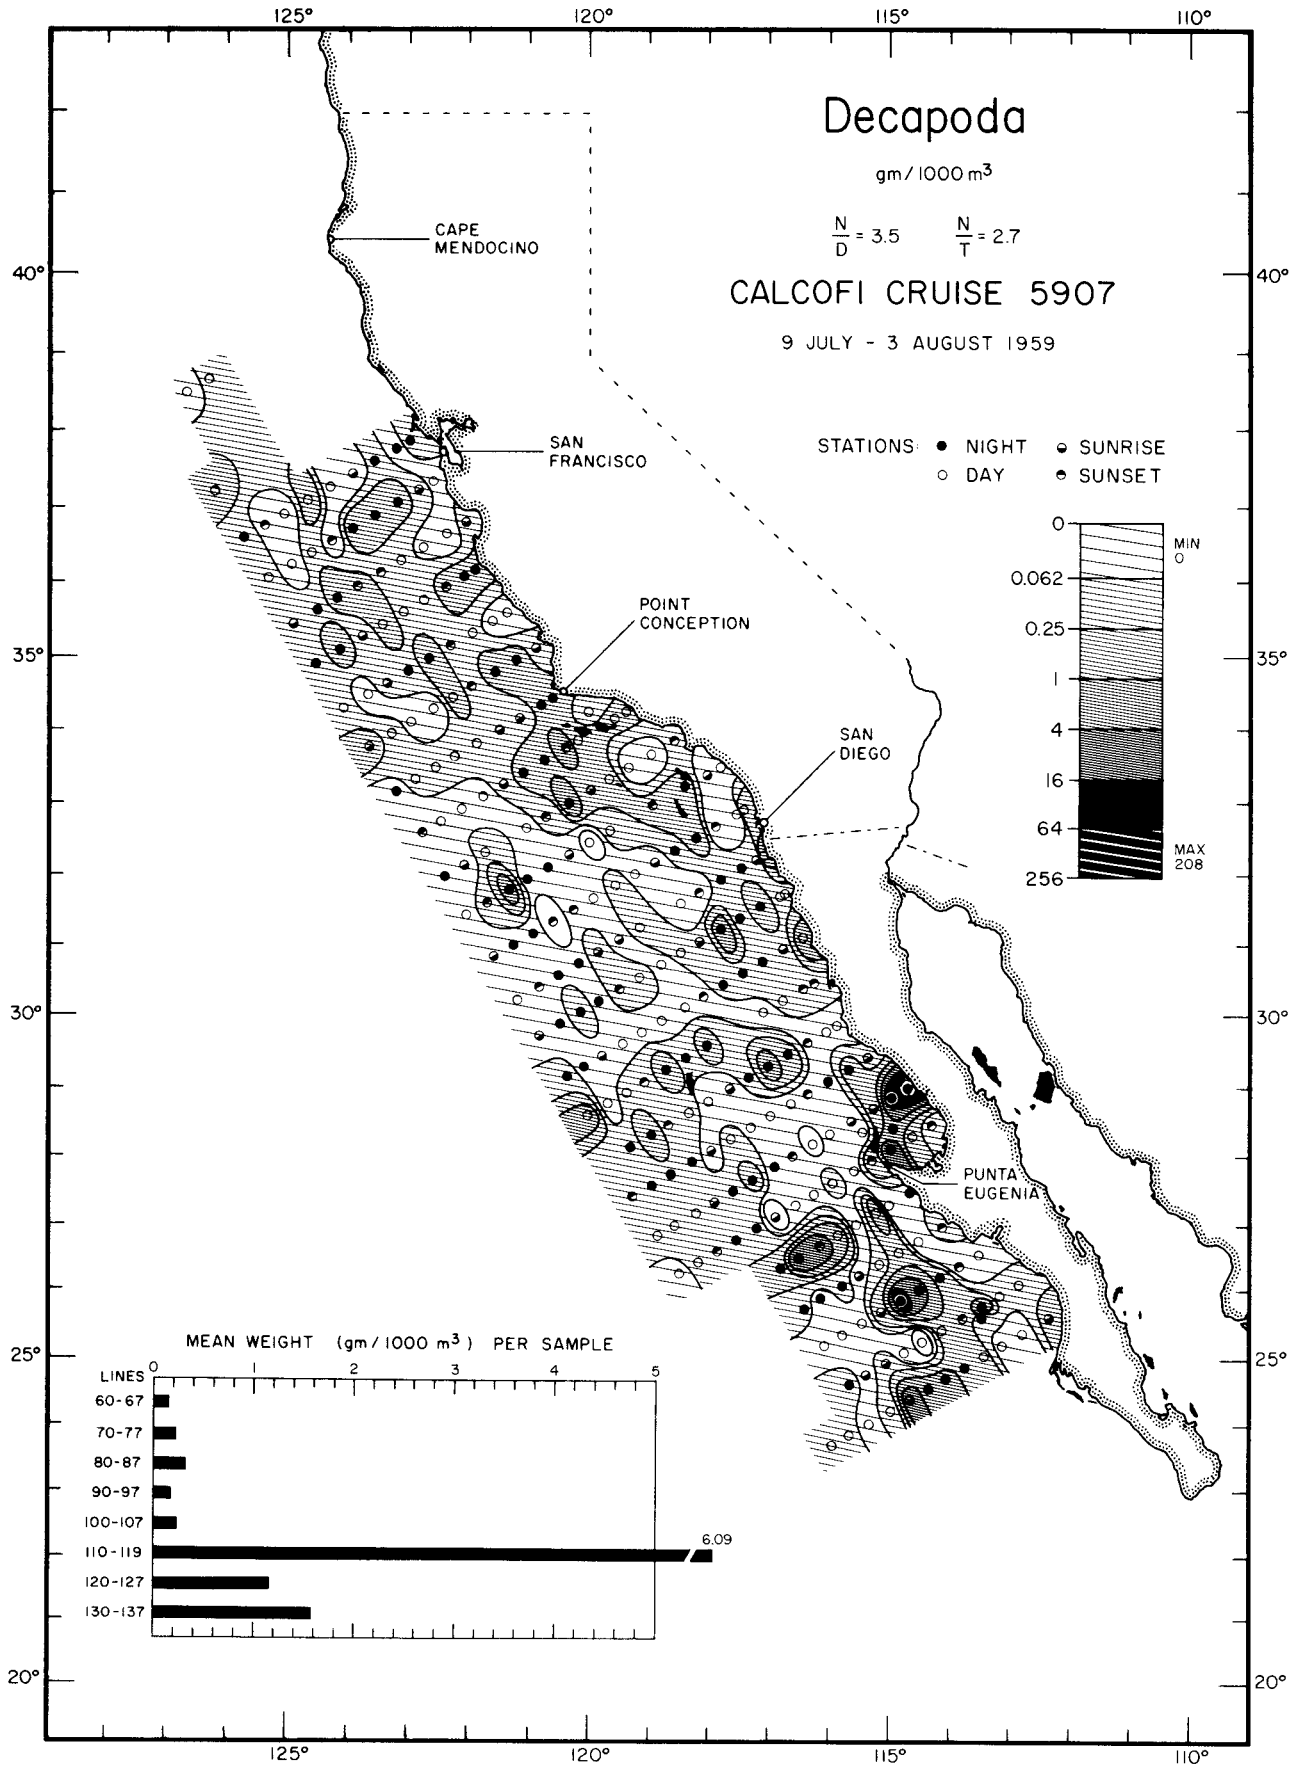 125°
120°
115°
110°
Decapoda
gm/1000 m³
N/D = 3.5 N/T = 2.7
CALCOFI CRUISE 5907
9 JULY - 3 AUGUST 1959
CAPE
MENDOCINO
40°
40°
STATIONS: ● NIGHT SUNRISE
○ DAY SUNSET
SAN
FRANCISCO
0
MIN
0
0.062
0.25
1
4
16
64
MAX
208
256
POINT
CONCEPTION
35°
35°
SAN
DIEGO
30°
30°
PUNTA
EUGENIA
25°
25°
MEAN WEIGHT (gm/1000 m³) PER SAMPLE
LINES
0 1 2 3 4 5
60-67
70-77
80-87
90-97
100-107
110-119
6.09
120-127
130-137
20°
20°
125°
120°
115°
110°